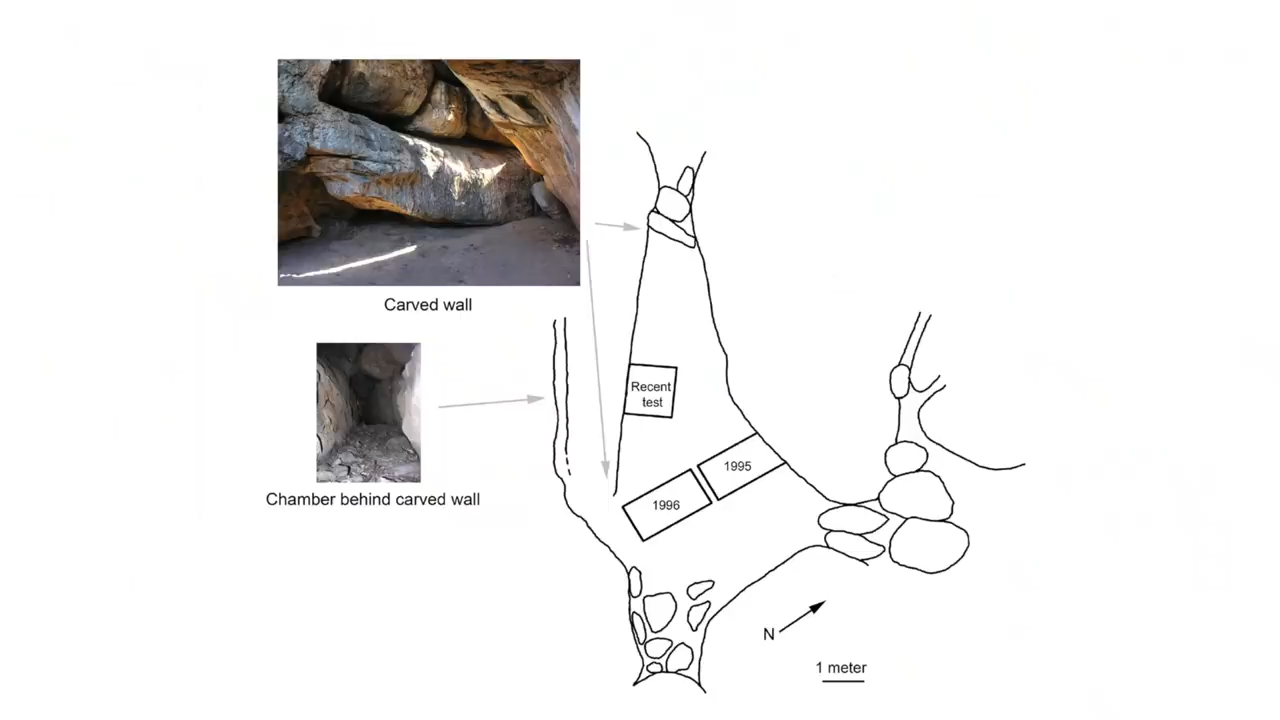 Carved wall
Chamber behind carved wall
Recent
test
1995
1996
N
1 meter